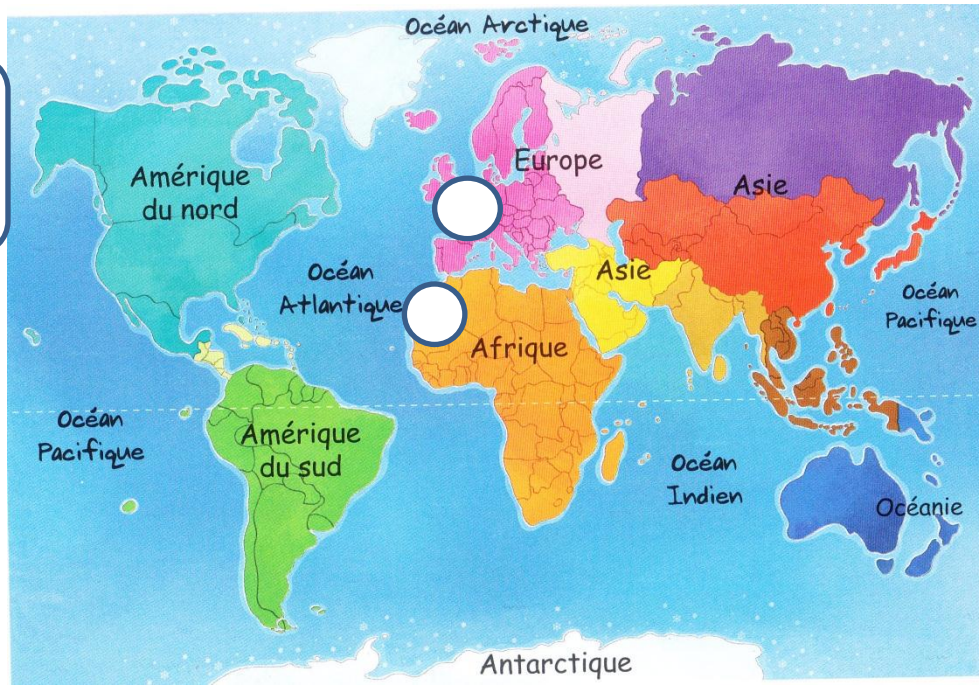 Océan Arctique
Europe
Amérique
du nord
Asie
Océan
Atlantique
Asie
Océan
Pacifique
Afrique
Océan
Pacifique
Amérique
du sud
Océan
Indien
Océanie
Antarctique